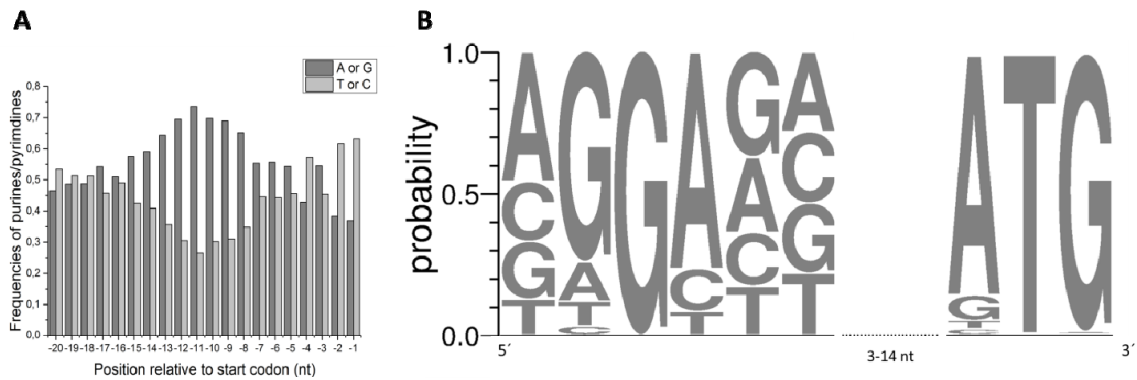 A
A or G
T or C
Frequencies of purines/pyrimdines
0,8
0,7
0,6
0,5
0,4
0,3
0,2
0,1
0,0
-20 -19 -18 -17 -16 -15 -14 -13 -12 -11 -10 -9 -8 -7 -6 -5 -4 -3 -2 -1
Position relative to start codon (nt)
B
probability
1.0
0.5
0.0
A G G A G A A T G
C A C A C G
G T T C G T
T C T T C
5´
3-14 nt
3´